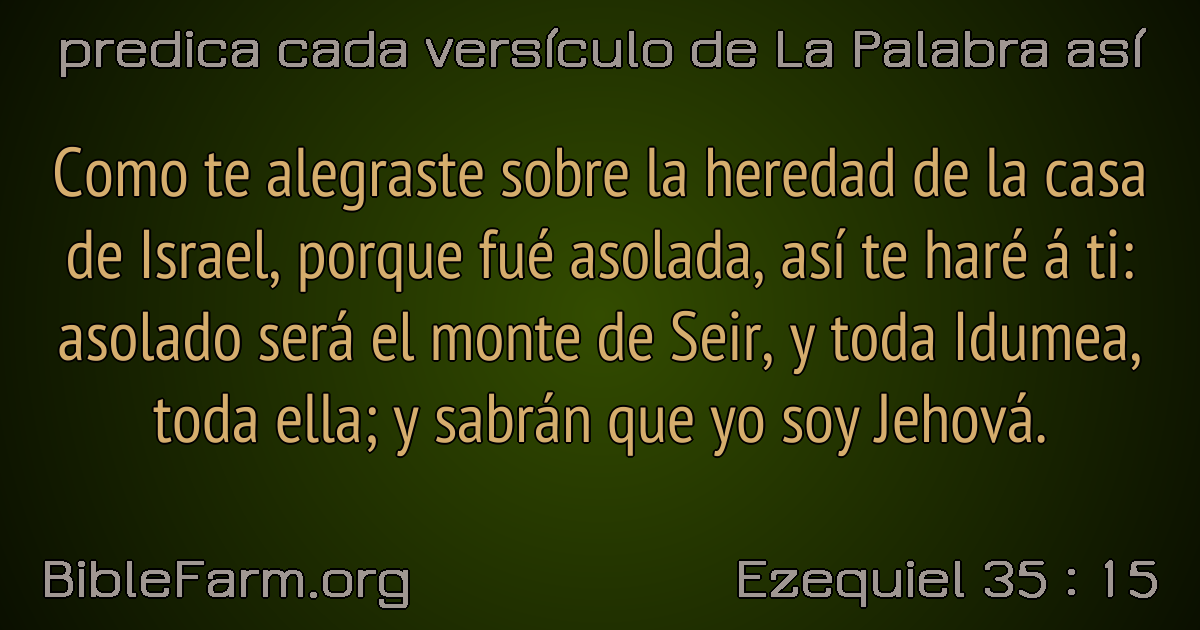 predica cada versículo de La Palabra así
Como te alegraste sobre la heredad de la casa
de Israel, porque fué asolada, así te haré á ti:
asolado será el monte de Seir, y toda Idumea,
toda ella; y sabrán que yo soy Jehová.
BibleFarm.org
Ezequiel 35 : 15